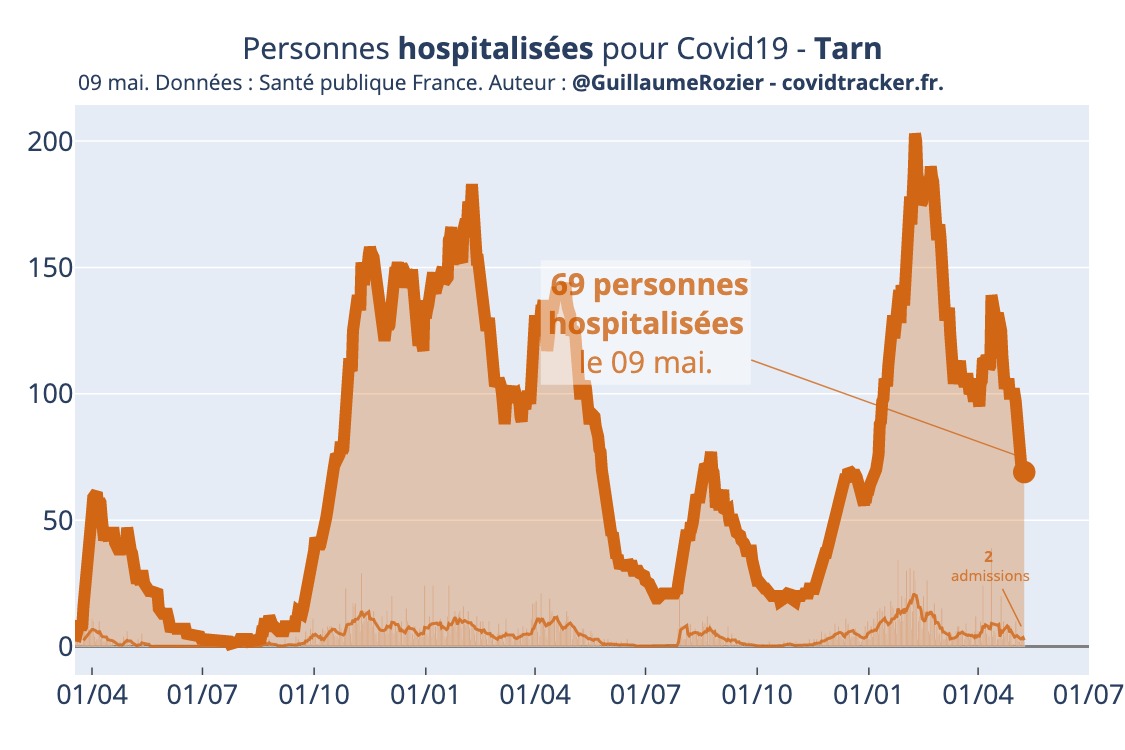 Personnes hospitalisées pour Covid19 - Tarn
09 mai. Données : Santé publique France. Auteur : @GuillaumeRozier - covidtracker.fr.
200
150
100
50
0
69 personnes
hospitalisées
le 09 mai.
2
admissions
01/04 01/07 01/10 01/01 01/04 01/07 01/10 01/01 01/04 01/07